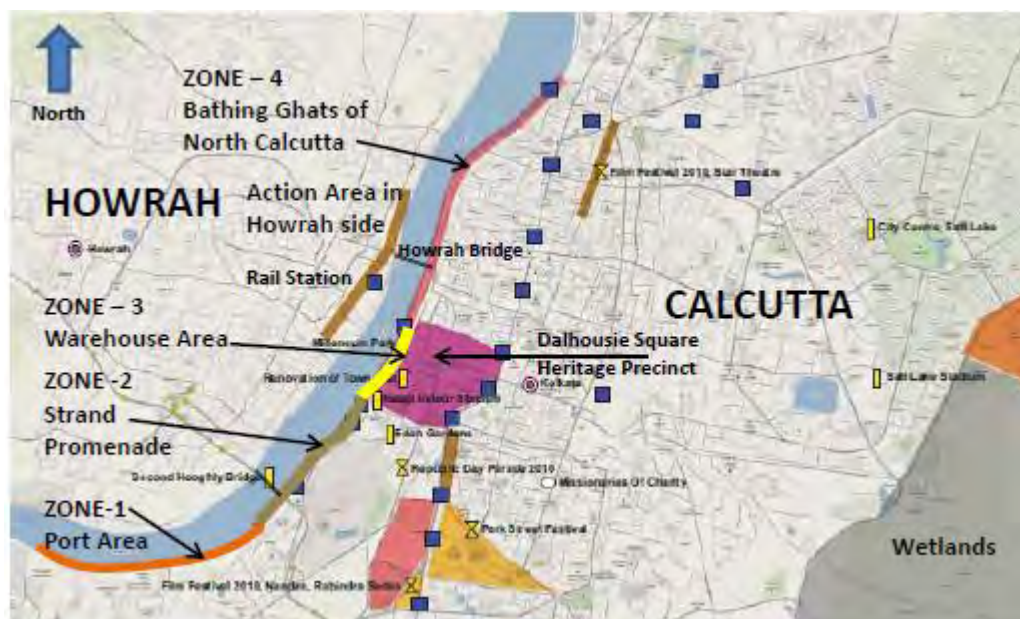 North
ZONE – 4
Bathing Ghats of
North Calcutta
HOWRAH
Action Area in
Howrah side
Howrah
Howrah Bridge
Rail Station
Film Festival 2010, Star Theatre
City Centre, Salt Lake
CALCUTTA
ZONE – 3
Warehouse Area
Millennium Park
Dalhousie Square
Heritage Precinct
Renovation of Town
Kolkata
Salt Lake Stadium
ZONE -2
Strand
Promenade
Eden Gardens
Second Hooghly Bridge
Republic Day Parade 2010
Missionaries Of Charity
ZONE-1
Port Area
Park Street Festival
Wetlands
Film Festival 2010, Nandan, Rabindra Sadan